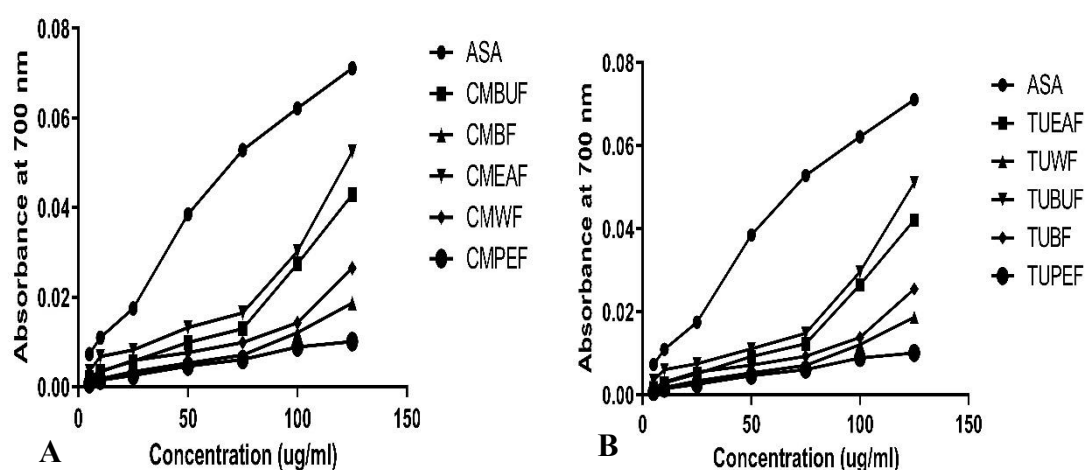 0.08
0.06
0.04
0.02
0.00
Absorbance at 700 nm
0
50
100
150
Concentration (ug/ml)
A
ASA
CMBUF
CMBF
CMEAF
CMWF
CMPEF
0.08
0.06
0.04
0.02
0.00
Absorbance at 700 nm
0
50
100
150
Concentration (ug/ml)
B
ASA
TUEAF
TUWF
TUBUF
TUBF
TUPEF